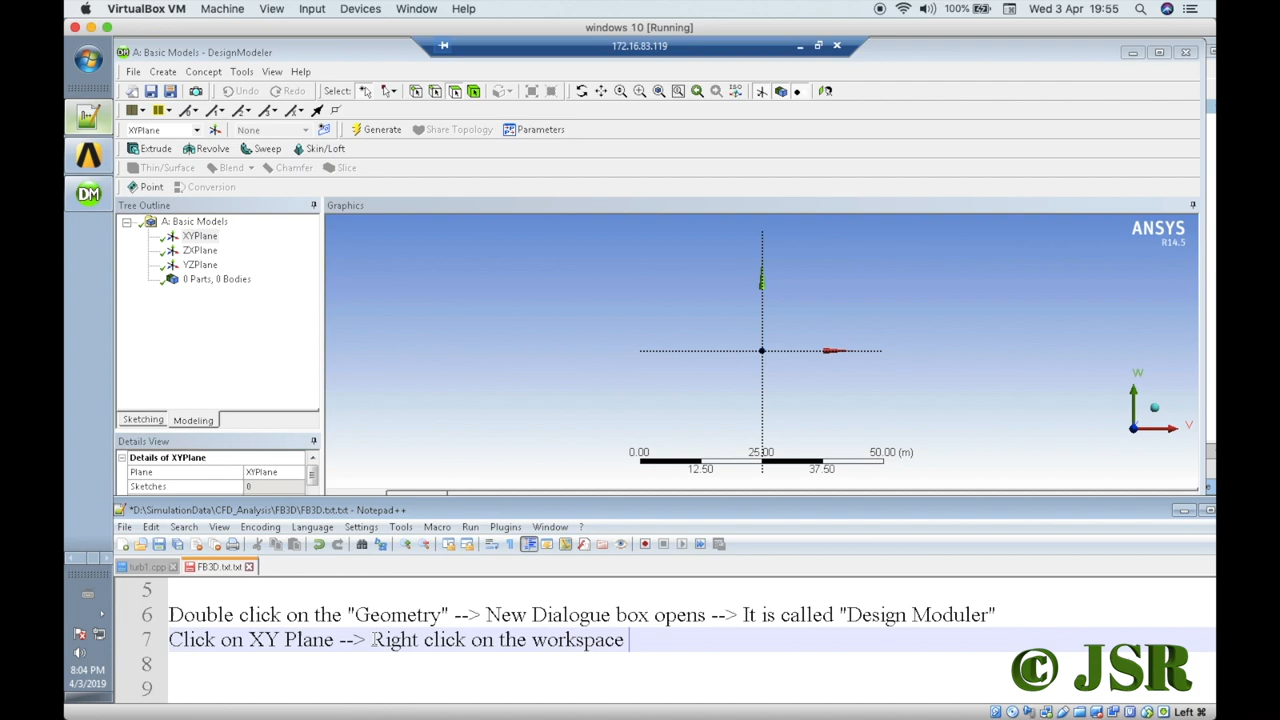 VirtualBox VM Machine View Input Devices Window Help 100% Wed 3 Apr 19:55
windows 10 [Running]
A: Basic Models - DesignModeler
172.16.83.119
File Create Concept Tools View Help
Undo Redo Select:
XYPlane None Generate Share Topology Parameters
Extrude Revolve Sweep Skin/Loft
Thin/Surface Blend Chamfer Slice
Point Conversion
Tree Outline
Graphics
A: Basic Models
XYPlane
ZXPlane
YZPlane
0 Parts, 0 Bodies
ANSYS
R14.5
W
V
Sketching Modeling
Details View
Details of XYPlane
Plane XYPlane
Sketches 0
0.00 25.00 50.00 (m)
12.50 37.50
*D:\SimulationData\CFD_Analysis\FB3D\FB3D.txt.txt - Notepad++
File Edit Search View Encoding Language Settings Tools Macro Run Plugins Window ?
turb1.cpp FB3D.txt.txt
5
6 Double click on the "Geometry" --> New Dialogue box opens --> It is called "Design Moduler"
7 Click on XY Plane --> Right click on the workspace
8
9
8:04 PM
4/3/2019
© JSR
Left ⌘